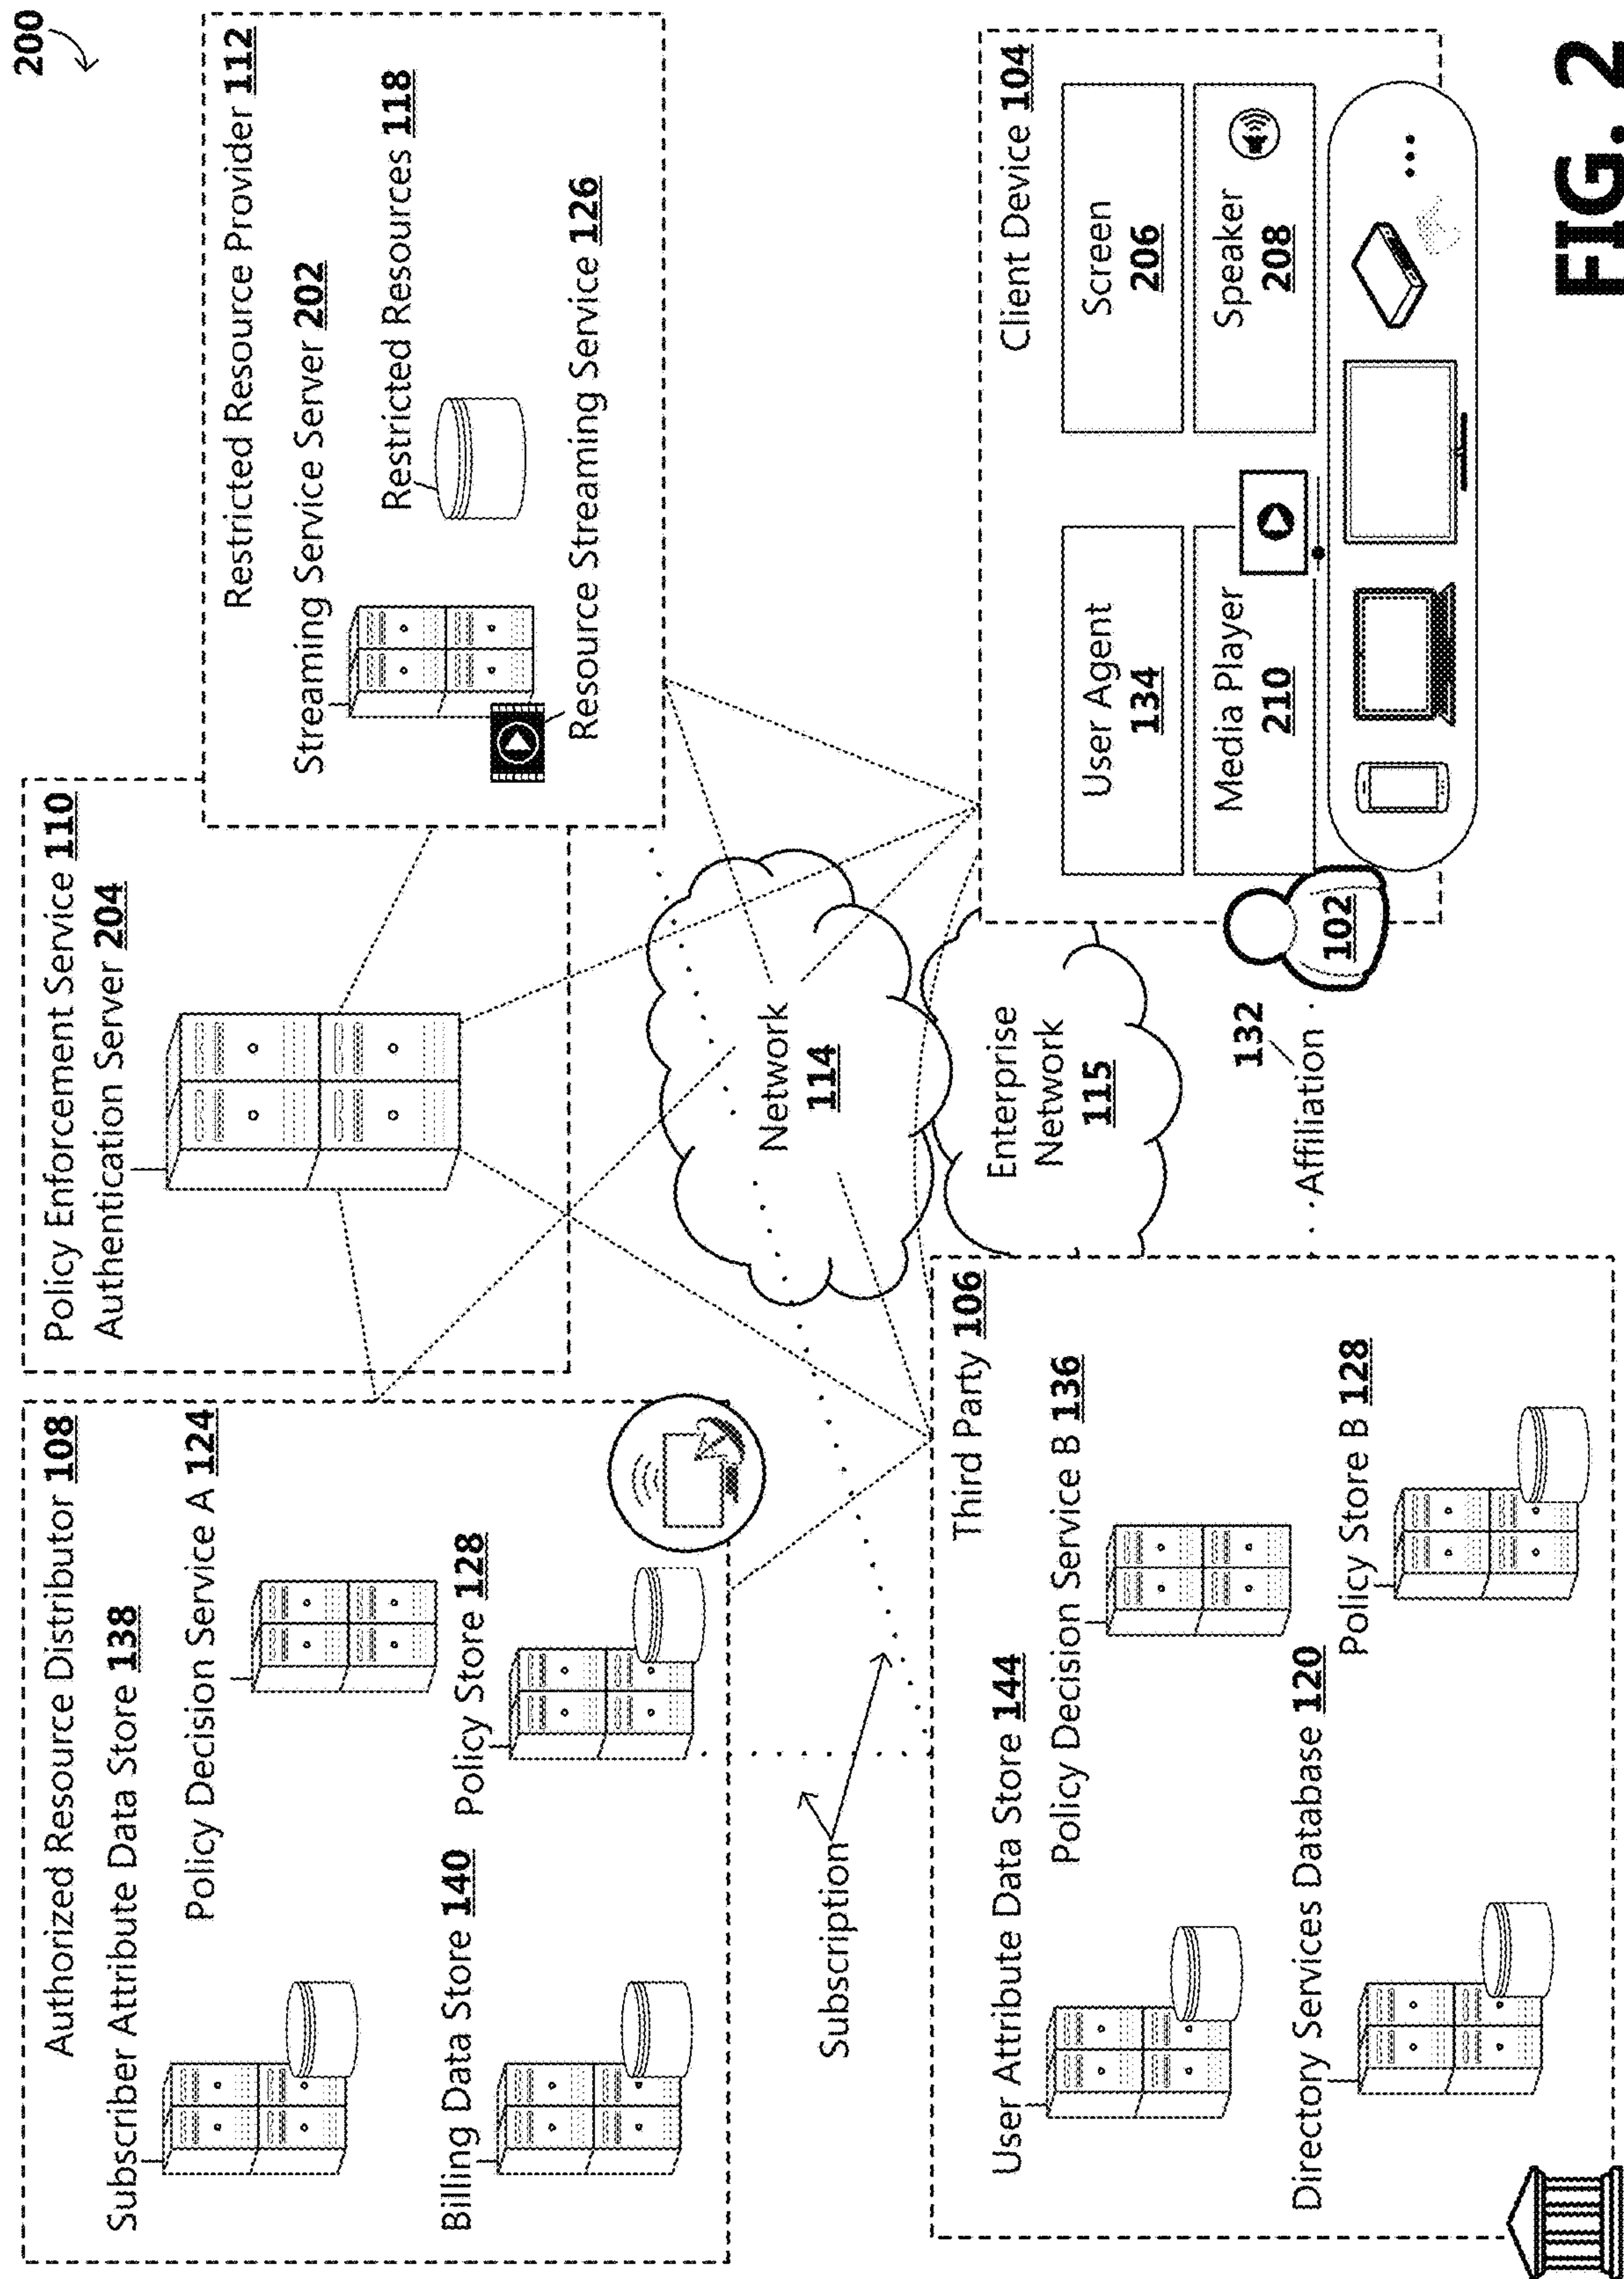 200
Authorized Resource Distributor 108
Subscriber Attribute Data Store 138
Policy Decision Service A 124
Billing Data Store 140
Policy Store 128
Policy Enforcement Service 110
Authentication Server 204
Restricted Resource Provider 112
Streaming Service Server 202
Restricted Resources 118
Resource Streaming Service 126
Subscription
Network
114
Enterprise
Network
115
Third Party 106
User Attribute Data Store 144
Policy Decision Service B 136
Directory Services Database 120
Policy Store B 128
132
Affiliation
102
Client Device 104
User Agent
134
Screen
206
Media Player
210
Speaker
208
FIG. 2